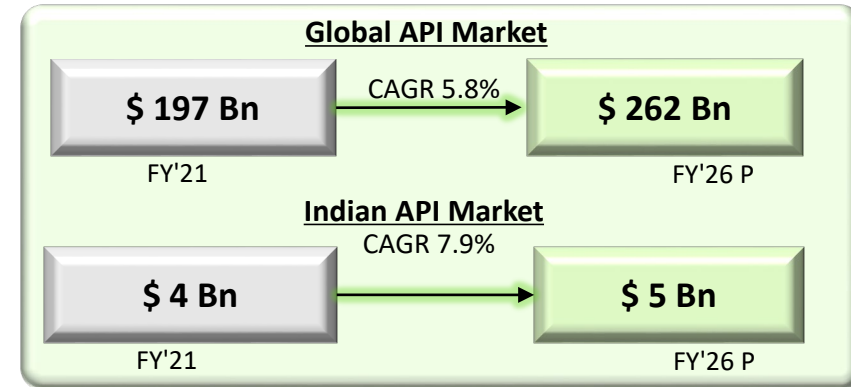 Global API Market
$ 197 Bn
CAGR 5.8%
$ 262 Bn
FY'21
FY'26 P
Indian API Market
CAGR 7.9%
$ 4 Bn
$ 5 Bn
FY'21
FY'26 P